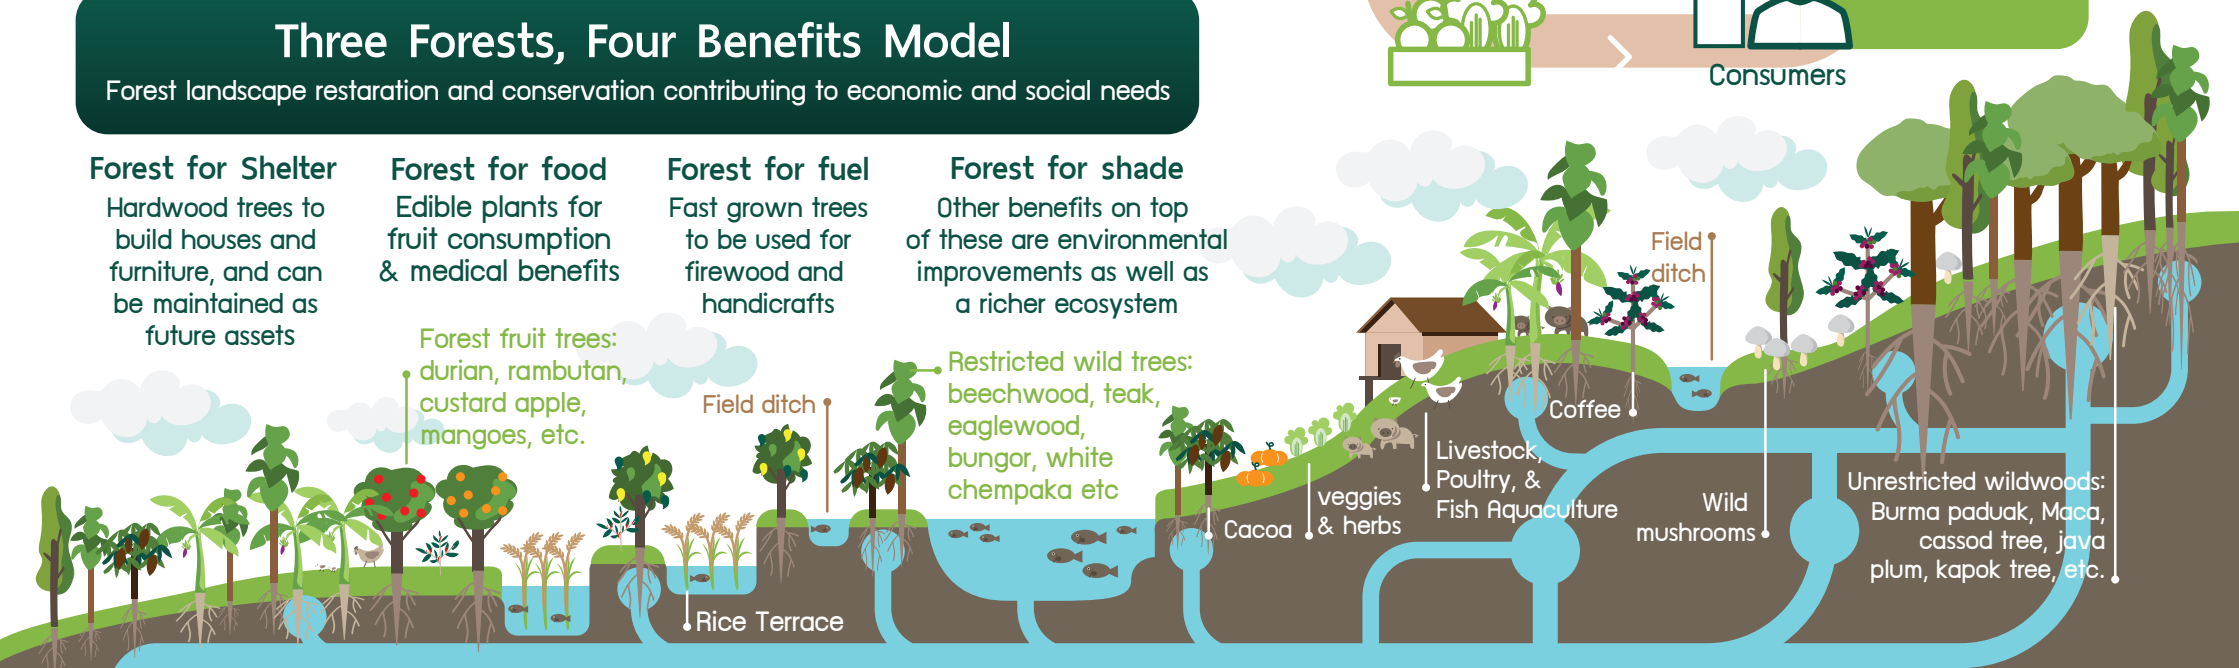 Three Forests, Four Benefits Model
Forest landscape restaration and conservation contributing to economic and social needs
Consumers
Forest for Shelter
Hardwood trees to
build houses and
furniture, and can
be maintained as
future assets
Forest for food
Edible plants for
fruit consumption
& medical benefits
Forest for fuel
Fast grown trees
to be used for
firewood and
handicrafts
Forest for shade
Other benefits on top
of these are environmental
improvements as well as
a richer ecosystem
Forest fruit trees:
durian, rambutan,
custard apple,
mangoes, etc.
Field ditch
Restricted wild trees:
beechwood, teak,
eaglewood,
bungor, white
chempaka etc
Field
ditch
Coffee
Livestock,
Poultry, &
Fish Aquaculture
veggies
& herbs
Cacoa
Rice Terrace
Wild
mushrooms
Unrestricted wildwoods:
Burma paduak, Maca,
cassod tree, java
plum, kapok tree, etc.